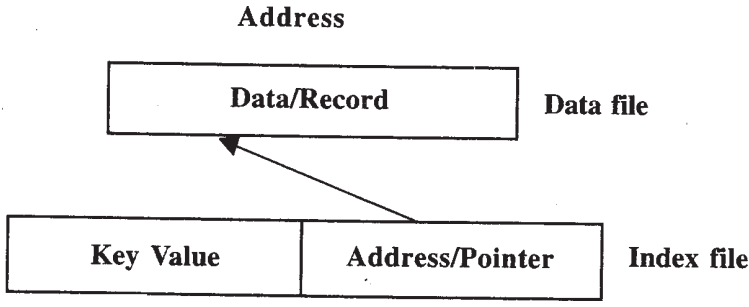 Address
Data/Record Data file
Key Value Address/Pointer Index file